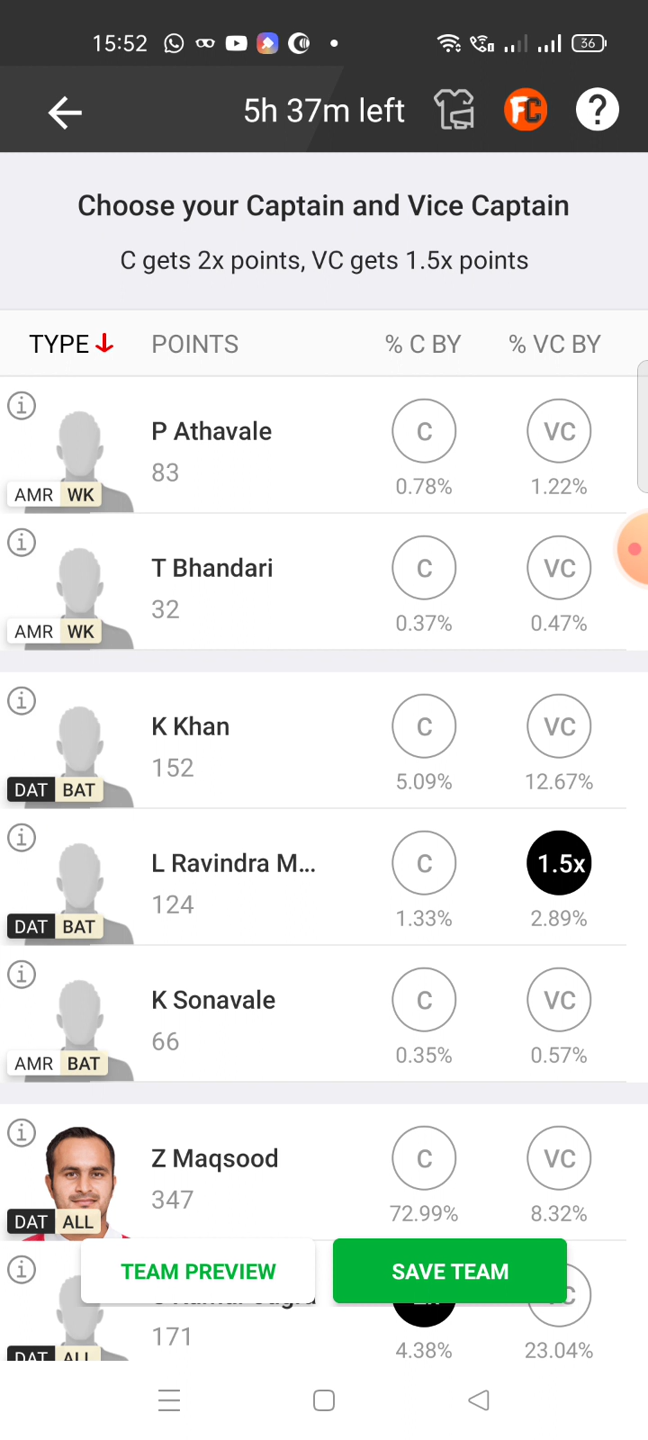 15:52
36
5h 37m left
FC
?
Choose your Captain and Vice Captain
C gets 2x points, VC gets 1.5x points
TYPE POINTS % C BY % VC BY
P Athavale
C VC
83
AMR WK
0.78% 1.22%
T Bhandari
C VC
32
AMR WK
0.37% 0.47%
K Khan
C VC
152
DAT BAT
5.09% 12.67%
L Ravindra M...
C 1.5x
124
DAT BAT
1.33% 2.89%
K Sonavale
C VC
66
AMR BAT
0.35% 0.57%
Z Maqsood
C VC
347
DAT ALL
72.99% 8.32%
TEAM PREVIEW SAVE TEAM
171
DAT ALL
4.38% 23.04%